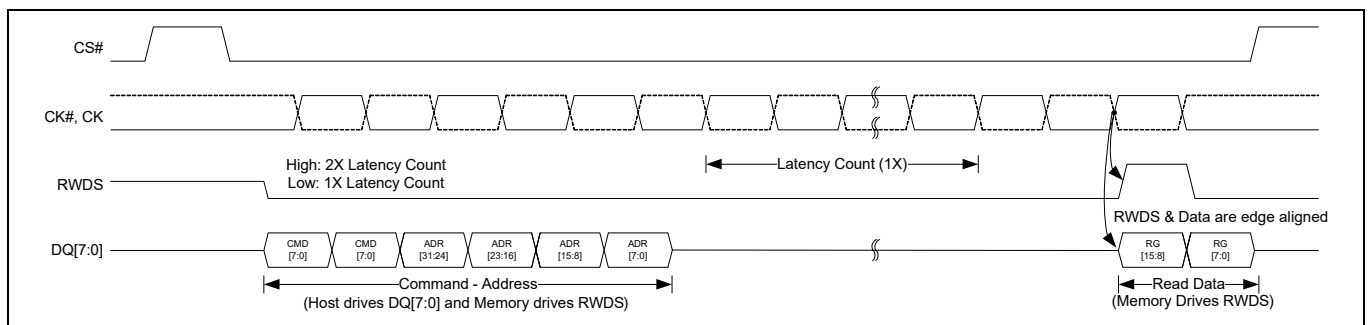 CS#
CK#, CK
High: 2X Latency Count
Low: 1X Latency Count
Latency Count (1X)
RWDS
RWDS & Data are edge aligned
DQ[7:0]
CMD [7:0]
CMD [7:0]
ADR [31:24]
ADR [23:16]
ADR [15:8]
ADR [7:0]
RG [15:8]
RG [7:0]
Command - Address
(Host drives DQ[7:0] and Memory drives RWDS)
Read Data
(Memory Drives RWDS)